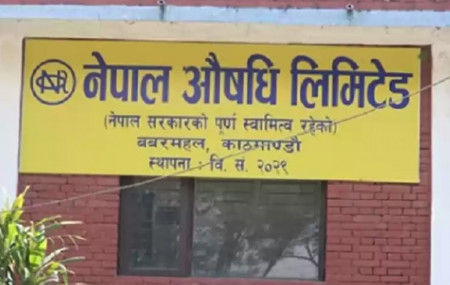 नेपाल औषधि लिमिटेड
(नेपाल सरकारको पूर्ण स्वामित्व रहेको)
बबरमहल, काठमाण्डौ
स्थापना : वि. सं. २०२९